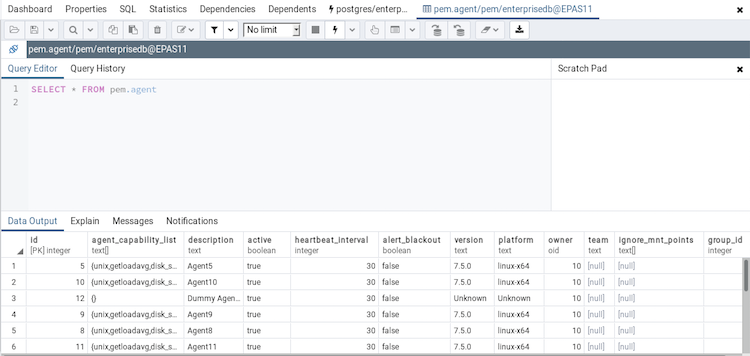 Dashboard Properties SQL Statistics Dependencies Dependents postgres/enterp... pem.agent/pem/enterprisedb@EPAS11
No limit
pem.agent/pem/enterprisedb@EPAS11
Query Editor Query History Scratch Pad
1 SELECT * FROM pem.agent
2
Data Output Explain Messages Notifications
id agent_capability_list description active heartbeat_interval alert_blackout version platform owner team ignore_mnt_points group_id
[PK] integer text[] text boolean integer boolean text text oid text text[] integer
1 5 {unix,getloadavg,disk_s... Agent5 true 30 false 7.5.0 linux-x64 10 [null] [null]
2 10 {unix,getloadavg,disk_s... Agent10 true 30 false 7.5.0 linux-x64 10 [null] [null]
3 12 {} Dummy Agen... true 30 false Unknown Unknown 10 [null] [null]
4 9 {unix,getloadavg,disk_s... Agent9 true 30 false 7.5.0 linux-x64 10 [null] [null]
5 8 {unix,getloadavg,disk_s... Agent8 true 30 false 7.5.0 linux-x64 10 [null] [null]
6 11 {unix,getloadavg,disk_s... Agent11 true 30 false 7.5.0 linux-x64 10 [null] [null]